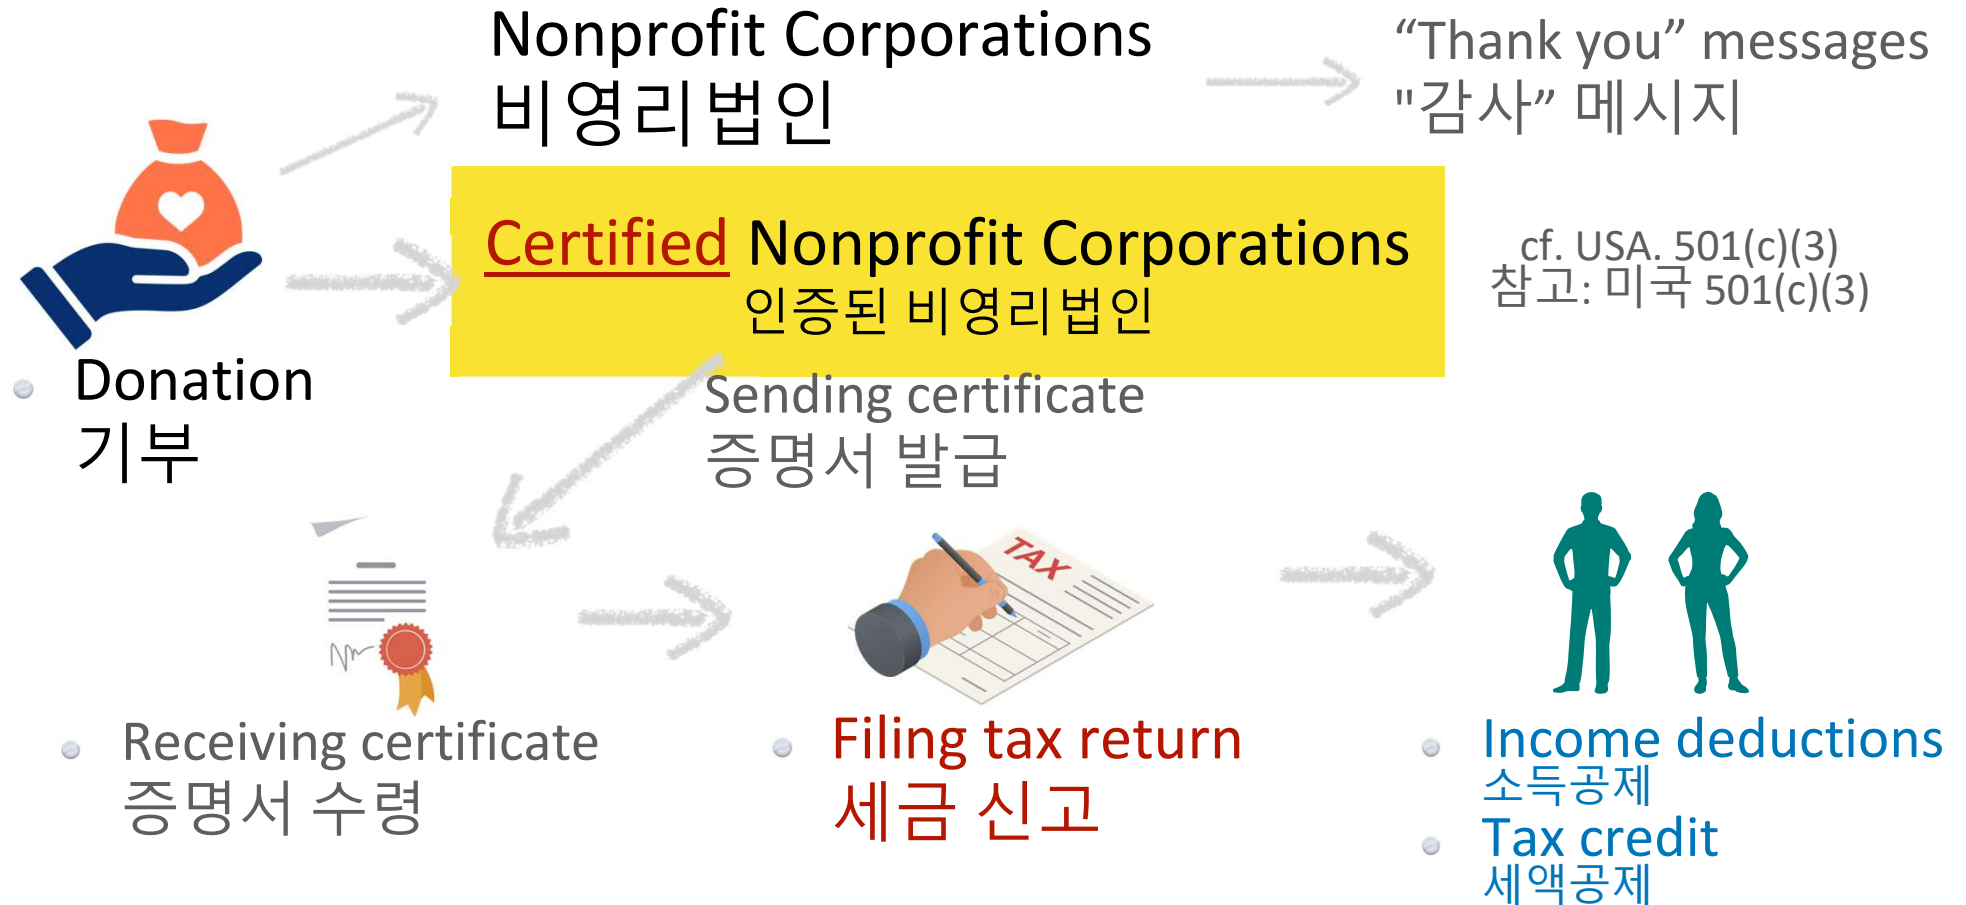 Nonprofit Corporations
비영리법인
“Thank you” messages
"감사” 메시지
Certified Nonprofit Corporations
인증된 비영리법인
cf. USA. 501(c)(3)
참고: 미국 501(c)(3)
Donation
기부
Sending certificate
증명서 발급
TAX
Receiving certificate
증명서 수령
Filing tax return
세금 신고
Income deductions
소득공제
Tax credit
세액공제